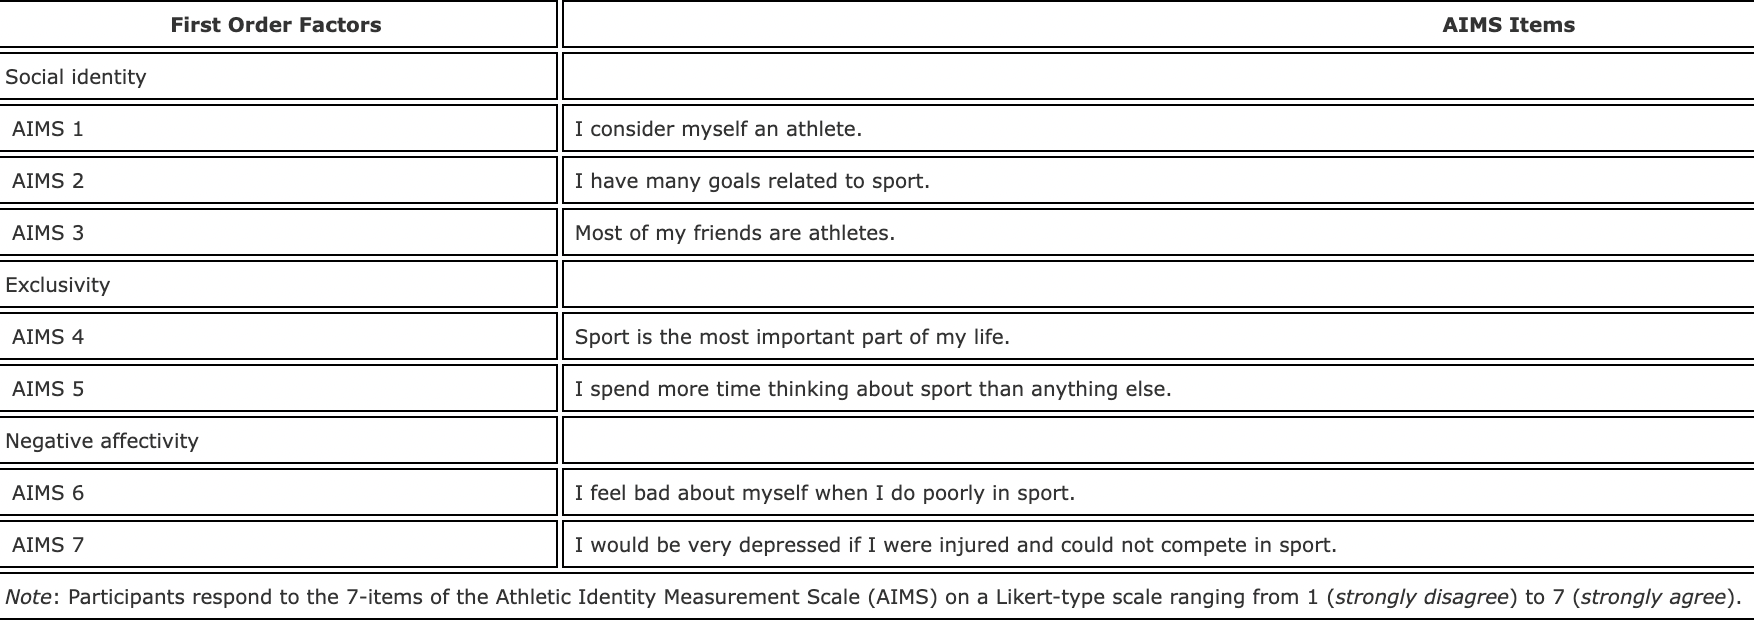 First Order Factors AIMS Items
Social identity
AIMS 1 I consider myself an athlete.
AIMS 2 I have many goals related to sport.
AIMS 3 Most of my friends are athletes.
Exclusivity
AIMS 4 Sport is the most important part of my life.
AIMS 5 I spend more time thinking about sport than anything else.
Negative affectivity
AIMS 6 I feel bad about myself when I do poorly in sport.
AIMS 7 I would be very depressed if I were injured and could not compete in sport.
Note: Participants respond to the 7-items of the Athletic Identity Measurement Scale (AIMS) on a Likert-type scale ranging from 1 (strongly disagree) to 7 (strongly agree).